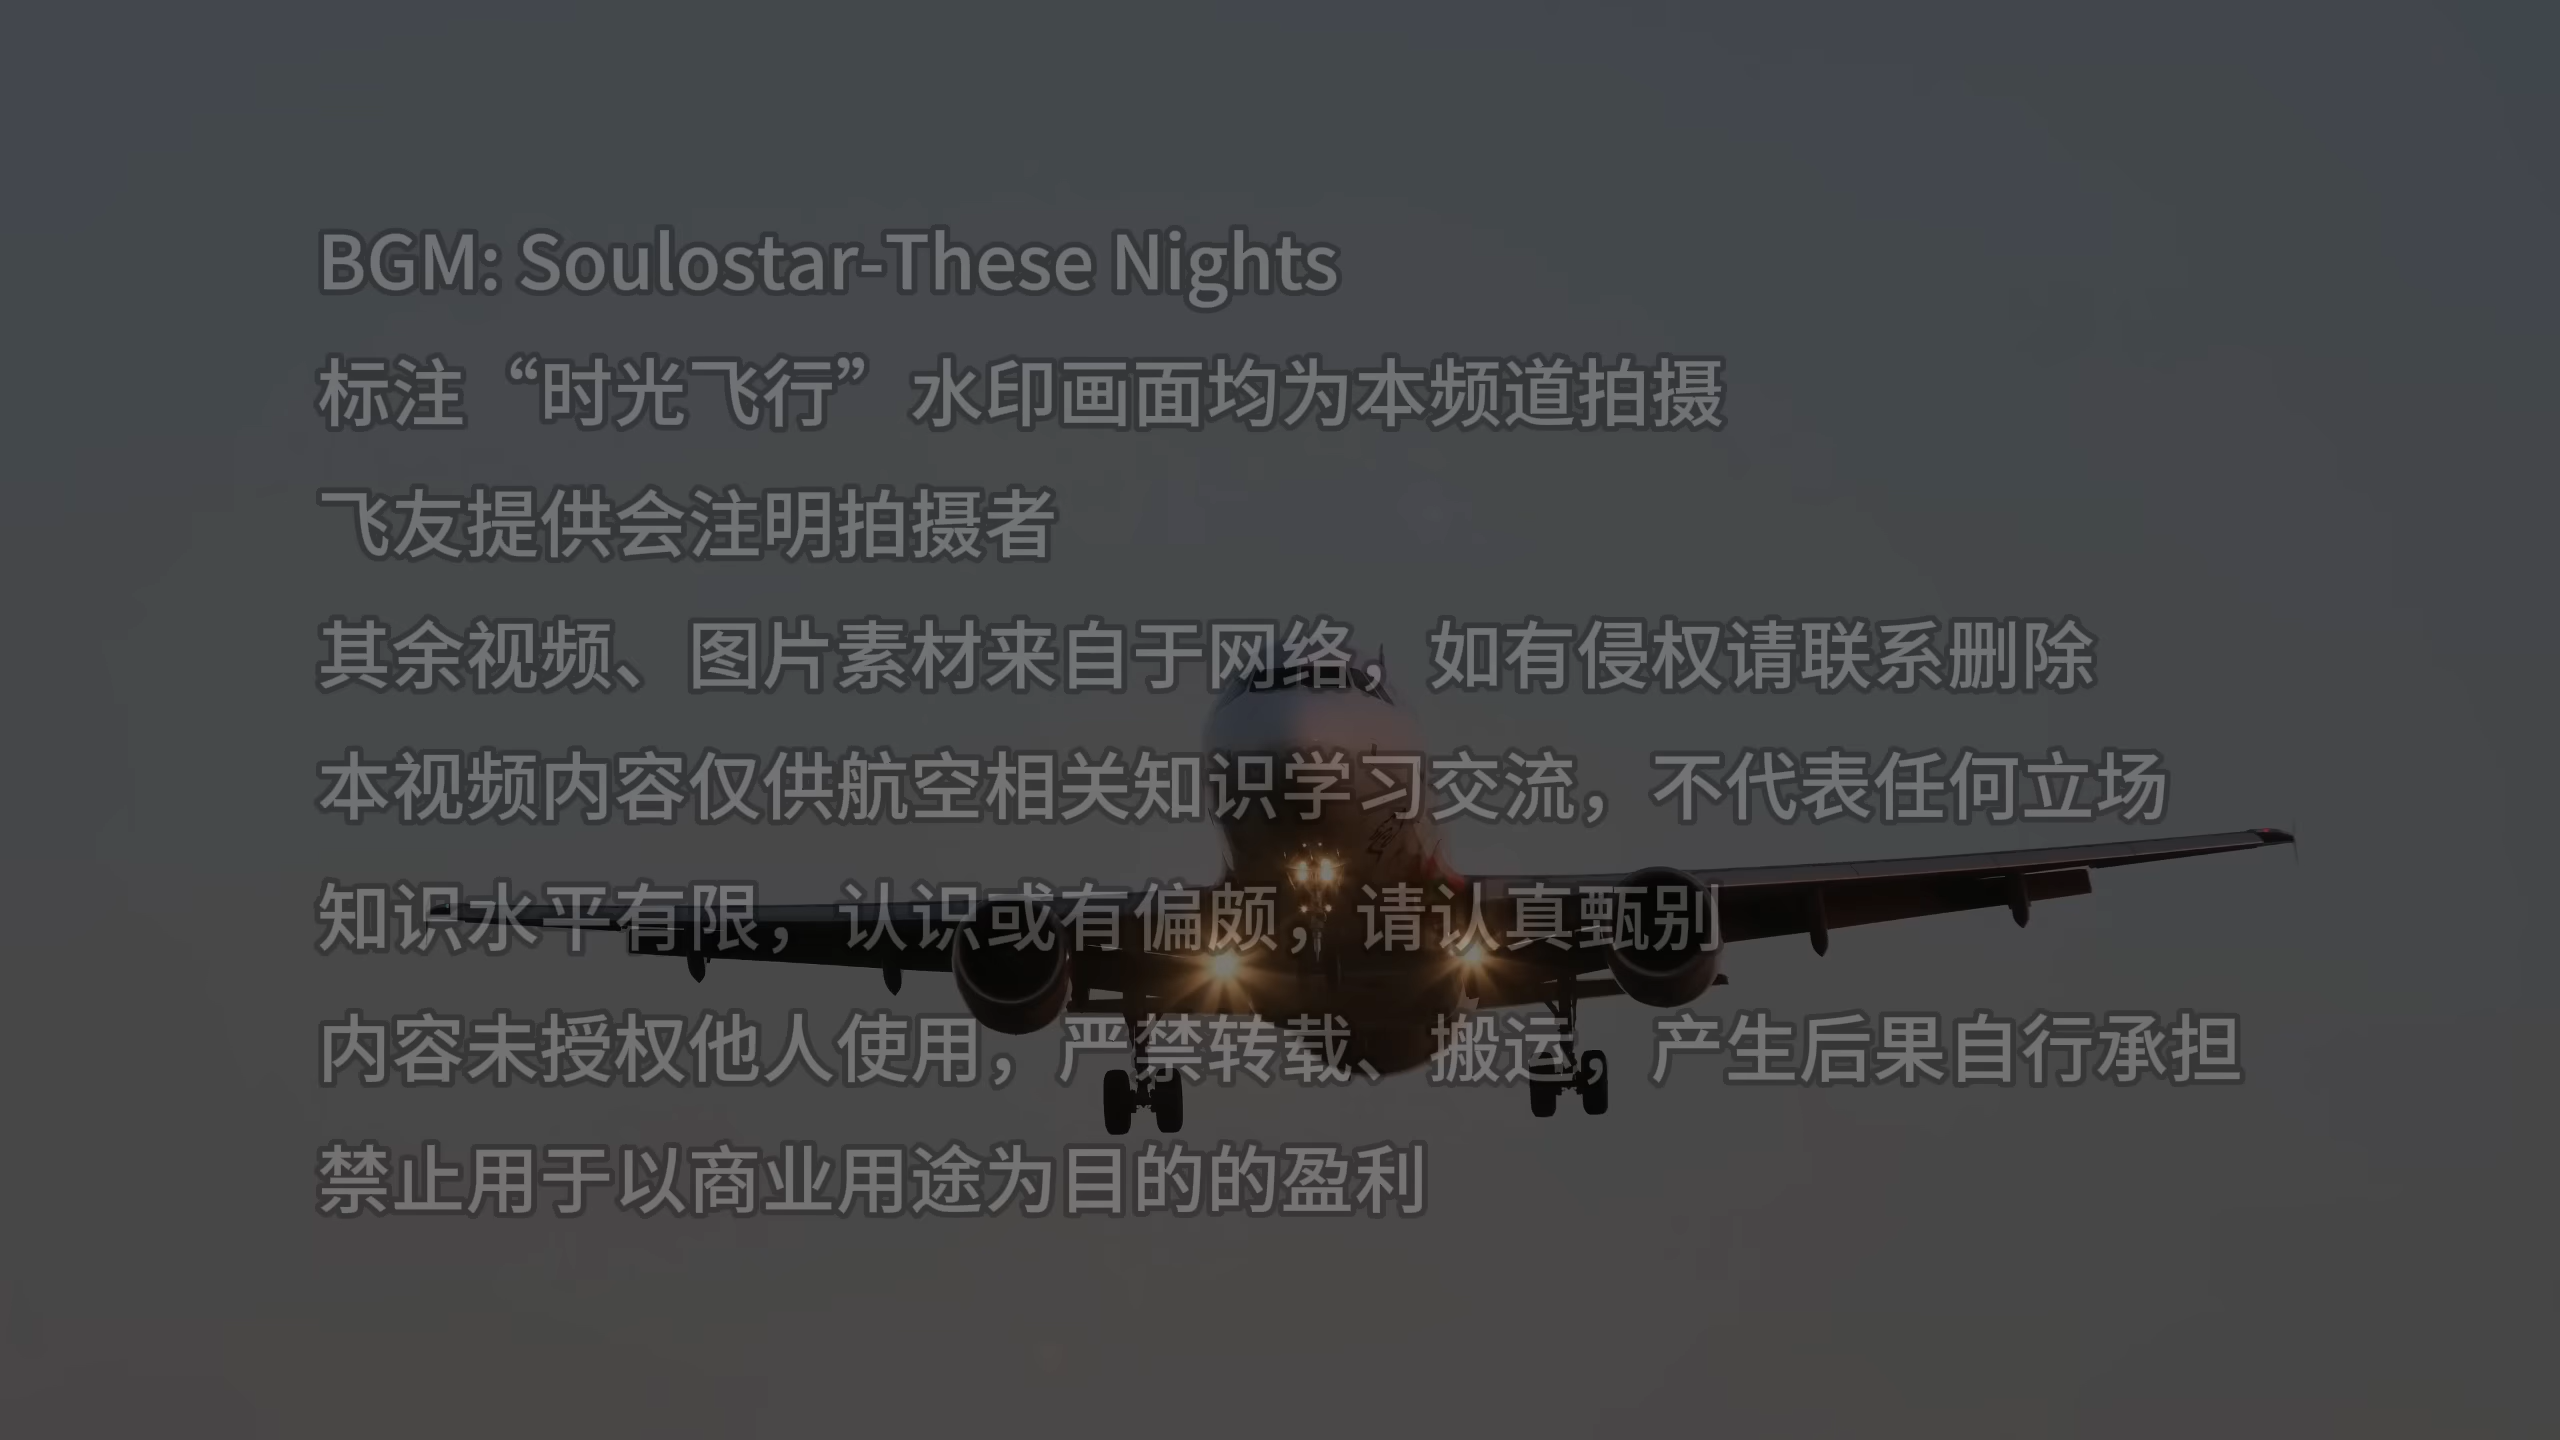 BGM: Soulostar-These Nights
标注“时光飞行”水印画面均为本频道拍摄
飞友提供会注明拍摄者
其余视频、图片素材来自于网络，如有侵权请联系删除
本视频内容仅供航空相关知识学习交流，不代表任何立场
知识水平有限，认识或有偏颇，请认真甄别
内容未授权他人使用，严禁转载、搬运，产生后果自行承担
禁止用于以商业用途为目的的盈利